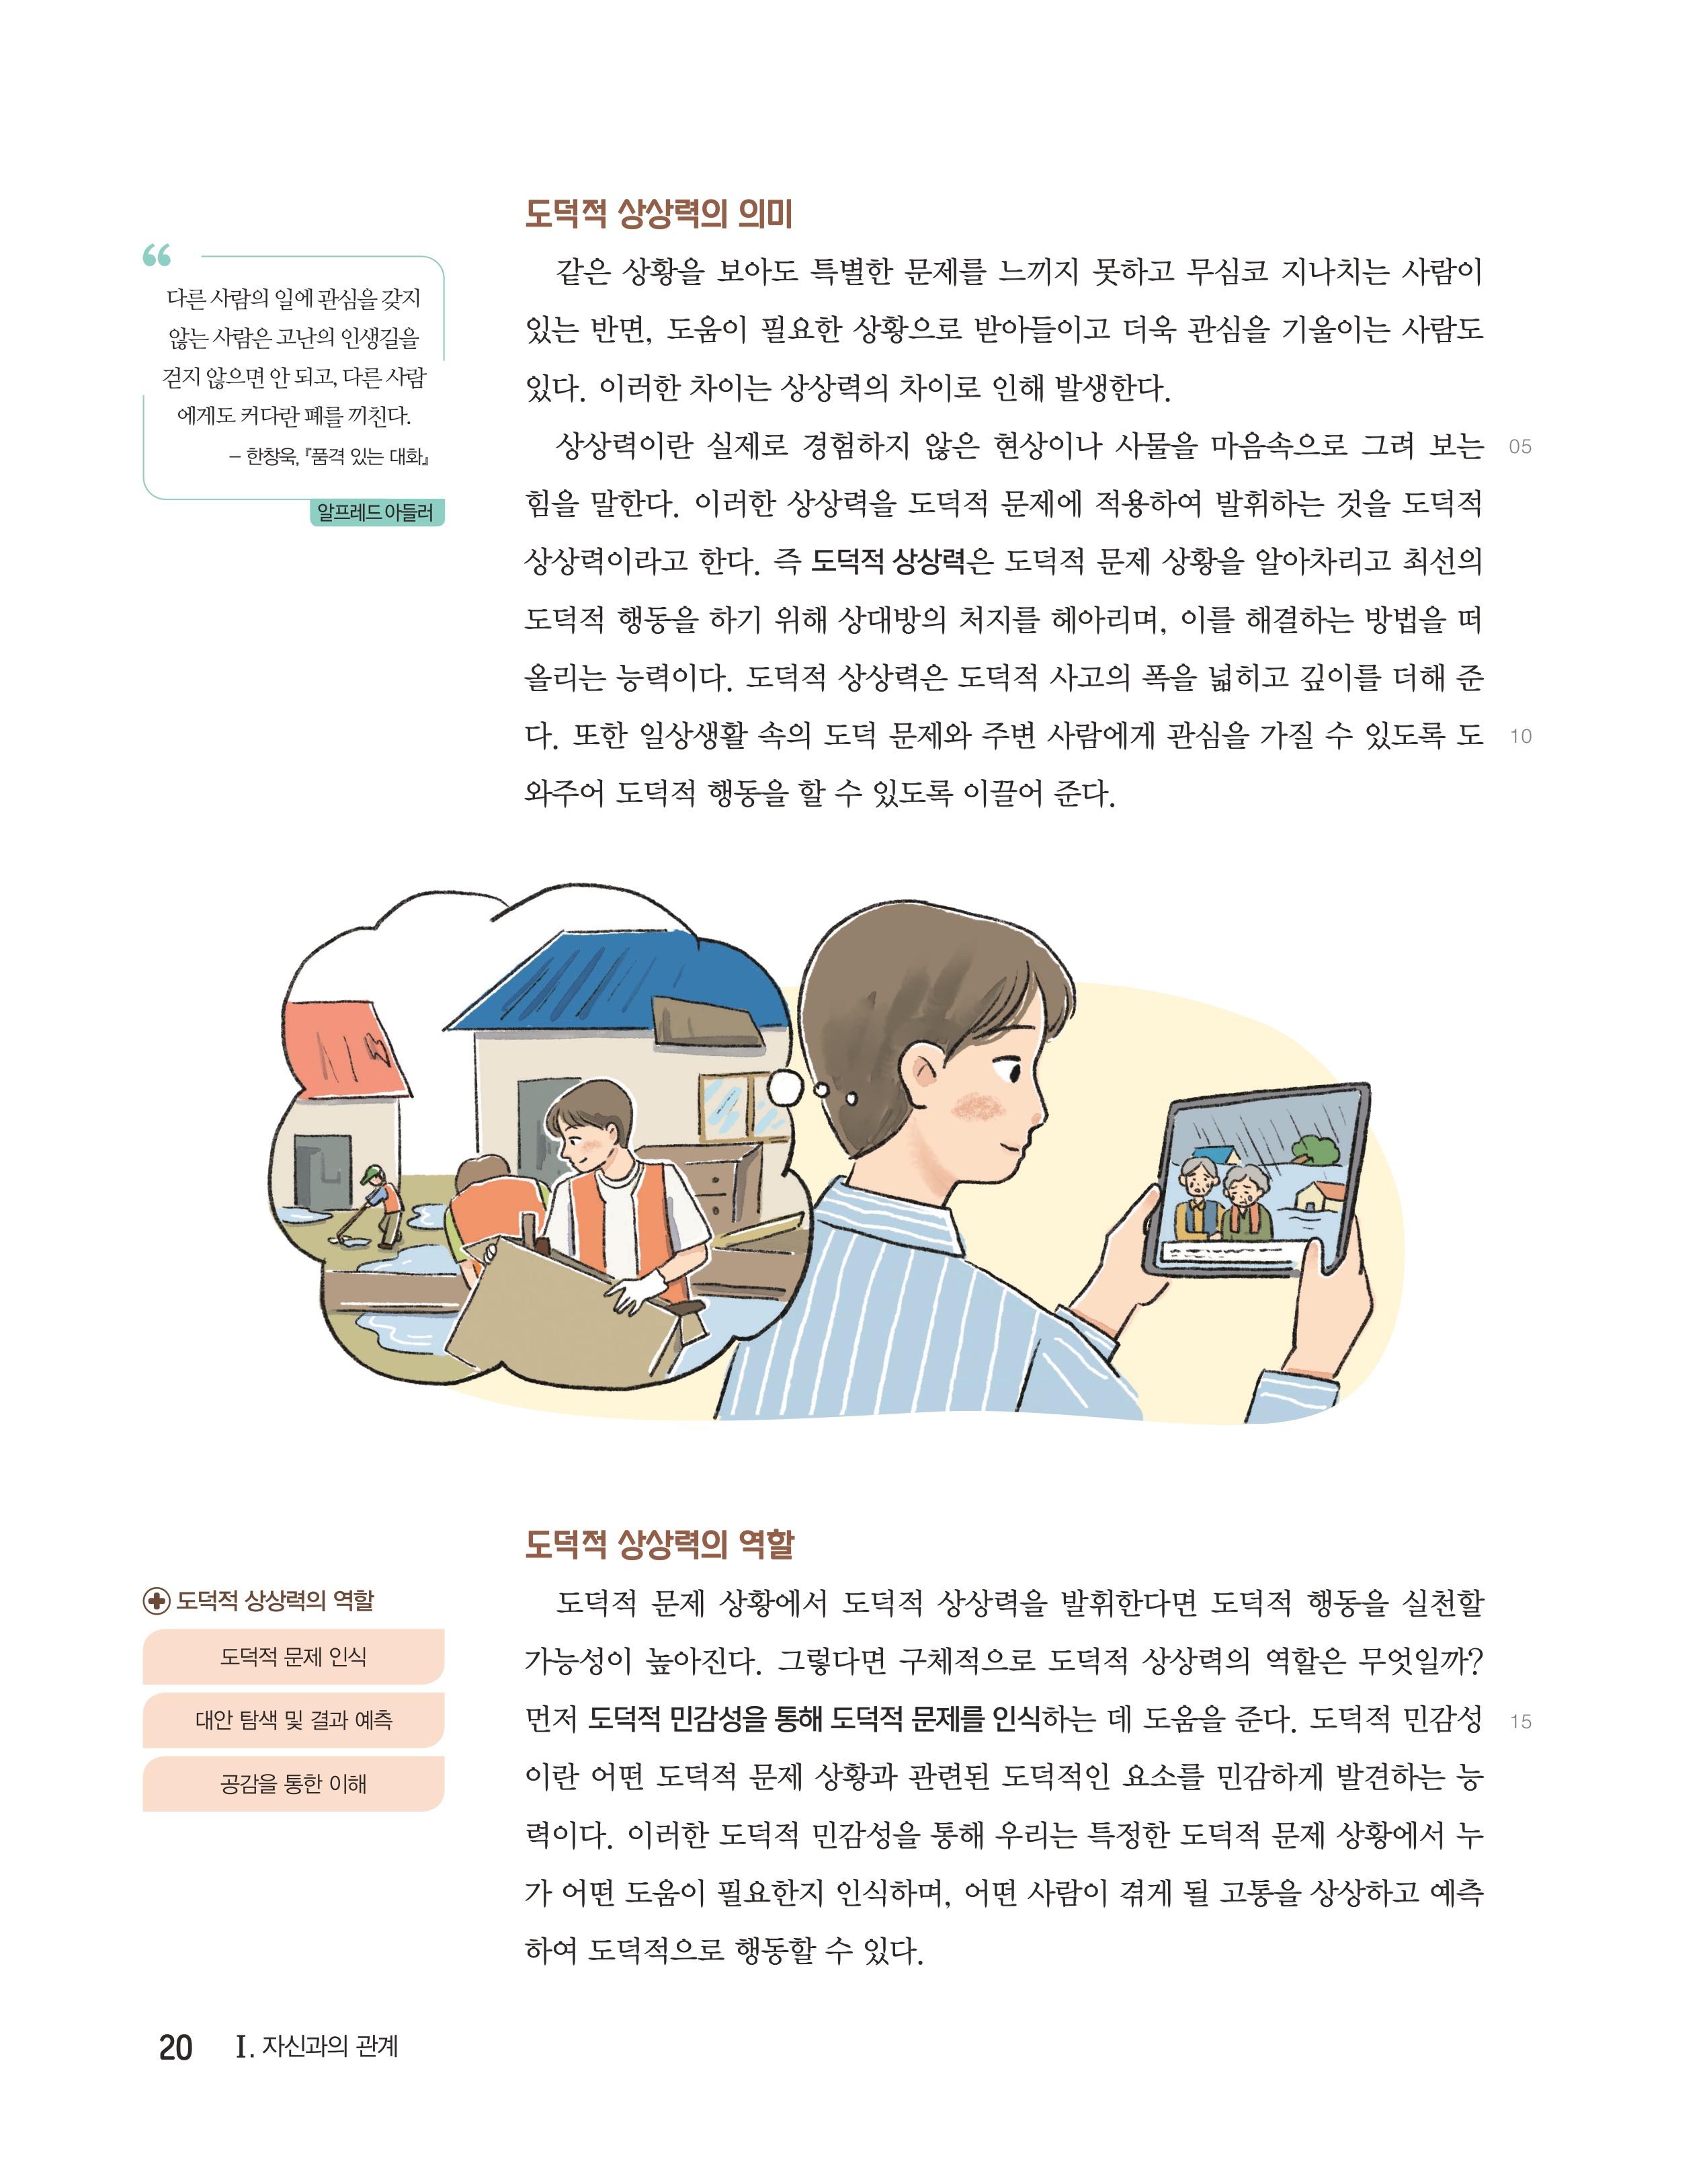 도덕적 상상력의 의미
같은 상황을 보아도 특별한 문제를 느끼지 못하고 무심코 지나치는 사람이
있는 반면, 도움이 필요한 상황으로 받아들이고 더욱 관심을 기울이는 사람도
있다. 이러한 차이는 상상력의 차이로 인해 발생한다.
상상력이란 실제로 경험하지 않은 현상이나 사물을 마음속으로 그려 보는 05
힘을 말한다. 이러한 상상력을 도덕적 문제에 적용하여 발휘하는 것을 도덕적
상상력이라고 한다. 즉 도덕적 상상력은 도덕적 문제 상황을 알아차리고 최선의
도덕적 행동을 하기 위해 상대방의 처지를 헤아리며, 이를 해결하는 방법을 떠
올리는 능력이다. 도덕적 상상력은 도덕적 사고의 폭을 넓히고 깊이를 더해 준
다. 또한 일상생활 속의 도덕 문제와 주변 사람에게 관심을 가질 수 있도록 도 10
와주어 도덕적 행동을 할 수 있도록 이끌어 준다.
“
다른 사람의 일에 관심을 갖지
않는 사람은 고난의 인생길을
걷지 않으면 안 되고, 다른 사람
에게도 커다란 폐를 끼친다.
– 한창욱, 『품격 있는 대화』
알프레드 아들러
도덕적 상상력의 역할
도덕적 문제 상황에서 도덕적 상상력을 발휘한다면 도덕적 행동을 실천할
가능성이 높아진다. 그렇다면 구체적으로 도덕적 상상력의 역할은 무엇일까?
먼저 도덕적 민감성을 통해 도덕적 문제를 인식하는 데 도움을 준다. 도덕적 민감성 15
이란 어떤 도덕적 문제 상황과 관련된 도덕적인 요소를 민감하게 발견하는 능
력이다. 이러한 도덕적 민감성을 통해 우리는 특정한 도덕적 문제 상황에서 누
가 어떤 도움이 필요한지 인식하며, 어떤 사람이 겪게 될 고통을 상상하고 예측
하여 도덕적으로 행동할 수 있다.
도덕적 상상력의 역할
도덕적 문제 인식
대안 탐색 및 결과 예측
공감을 통한 이해
20 Ⅰ. 자신과의 관계